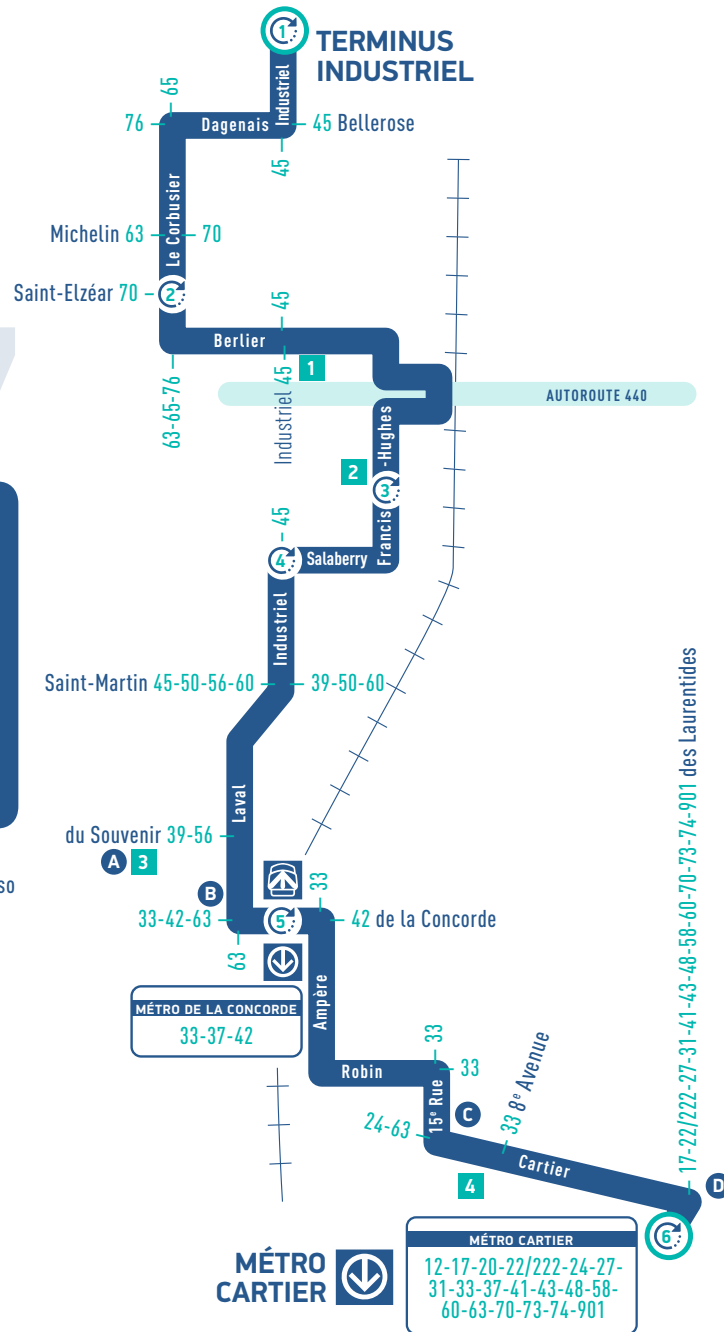 1
TERMINUS
INDUSTRIEL
Industriel
65
76
Dagenais
45 Bellerose
45
Le Corbusier
Michelin 63
70
Saint-Elzéar 70
2
45
Berlier
63-65-76
Industriel 45
1
AUTOROUTE 440
Francis-Hughes
2
3
45
4
Salaberry
Industriel
Saint-Martin 45-50-56-60
39-50-60
Laval
du Souvenir 39-56
A
3
so
B
33-42-63
63
5
33
42 de la Concorde
MÉTRO DE LA CONCORDE
33-37-42
Ampère
Robin
33
33
15e Rue
C
24-63
33 8e Avenue
Cartier
4
17-22/222-27-31-41-43-48-58-60-70-73-74-901 des Laurentides
D
6
MÉTRO
CARTIER
MÉTRO CARTIER
12-17-20-22/222-24-27-
31-33-37-41-43-48-58-
60-63-70-73-74-901